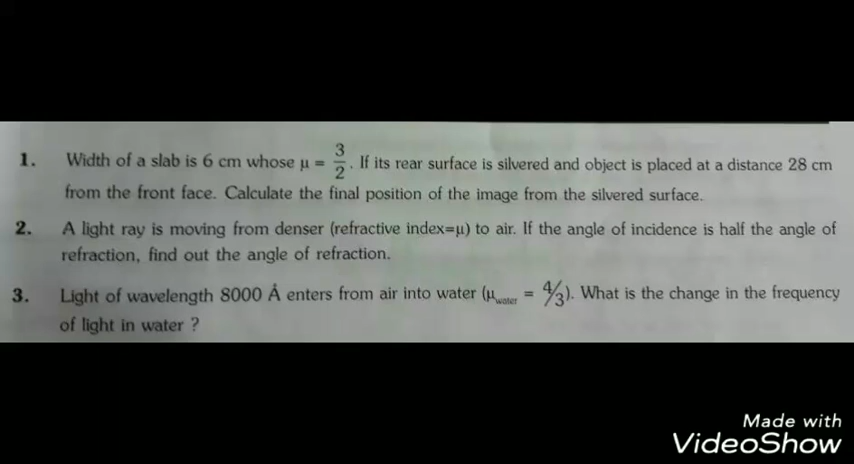 1. Width of a slab is 6 cm whose μ = 3/2. If its rear surface is silvered and object is placed at a distance 28 cm
from the front face. Calculate the final position of the image from the silvered surface.
2. A light ray is moving from denser (refractive index=μ) to air. If the angle of incidence is half the angle of
refraction, find out the angle of refraction.
3. Light of wavelength 8000 Å enters from air into water (μwater = 4/3). What is the change in the frequency
of light in water ?
Made with
VideoShow